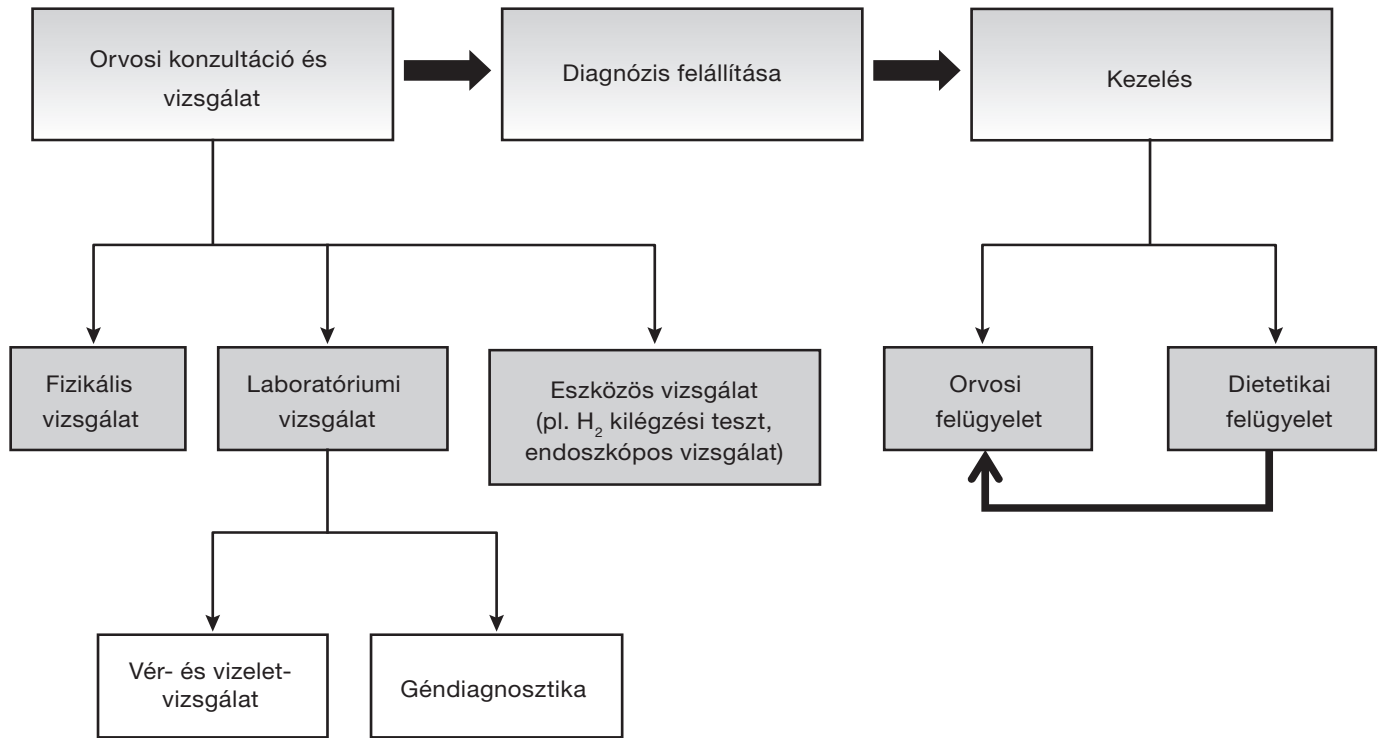 Orvosi konzultáció és
vizsgálat
Diagnózis felállítása
Kezelés
Fizikális
vizsgálat
Laboratóriumi
vizsgálat
Eszközös vizsgálat
(pl. H₂ kilégzési teszt,
endoszkópos vizsgálat)
Orvosi
felügyelet
Dietetikai
felügyelet
Vér- és vizelet-
vizsgálat
Géndiagnosztika